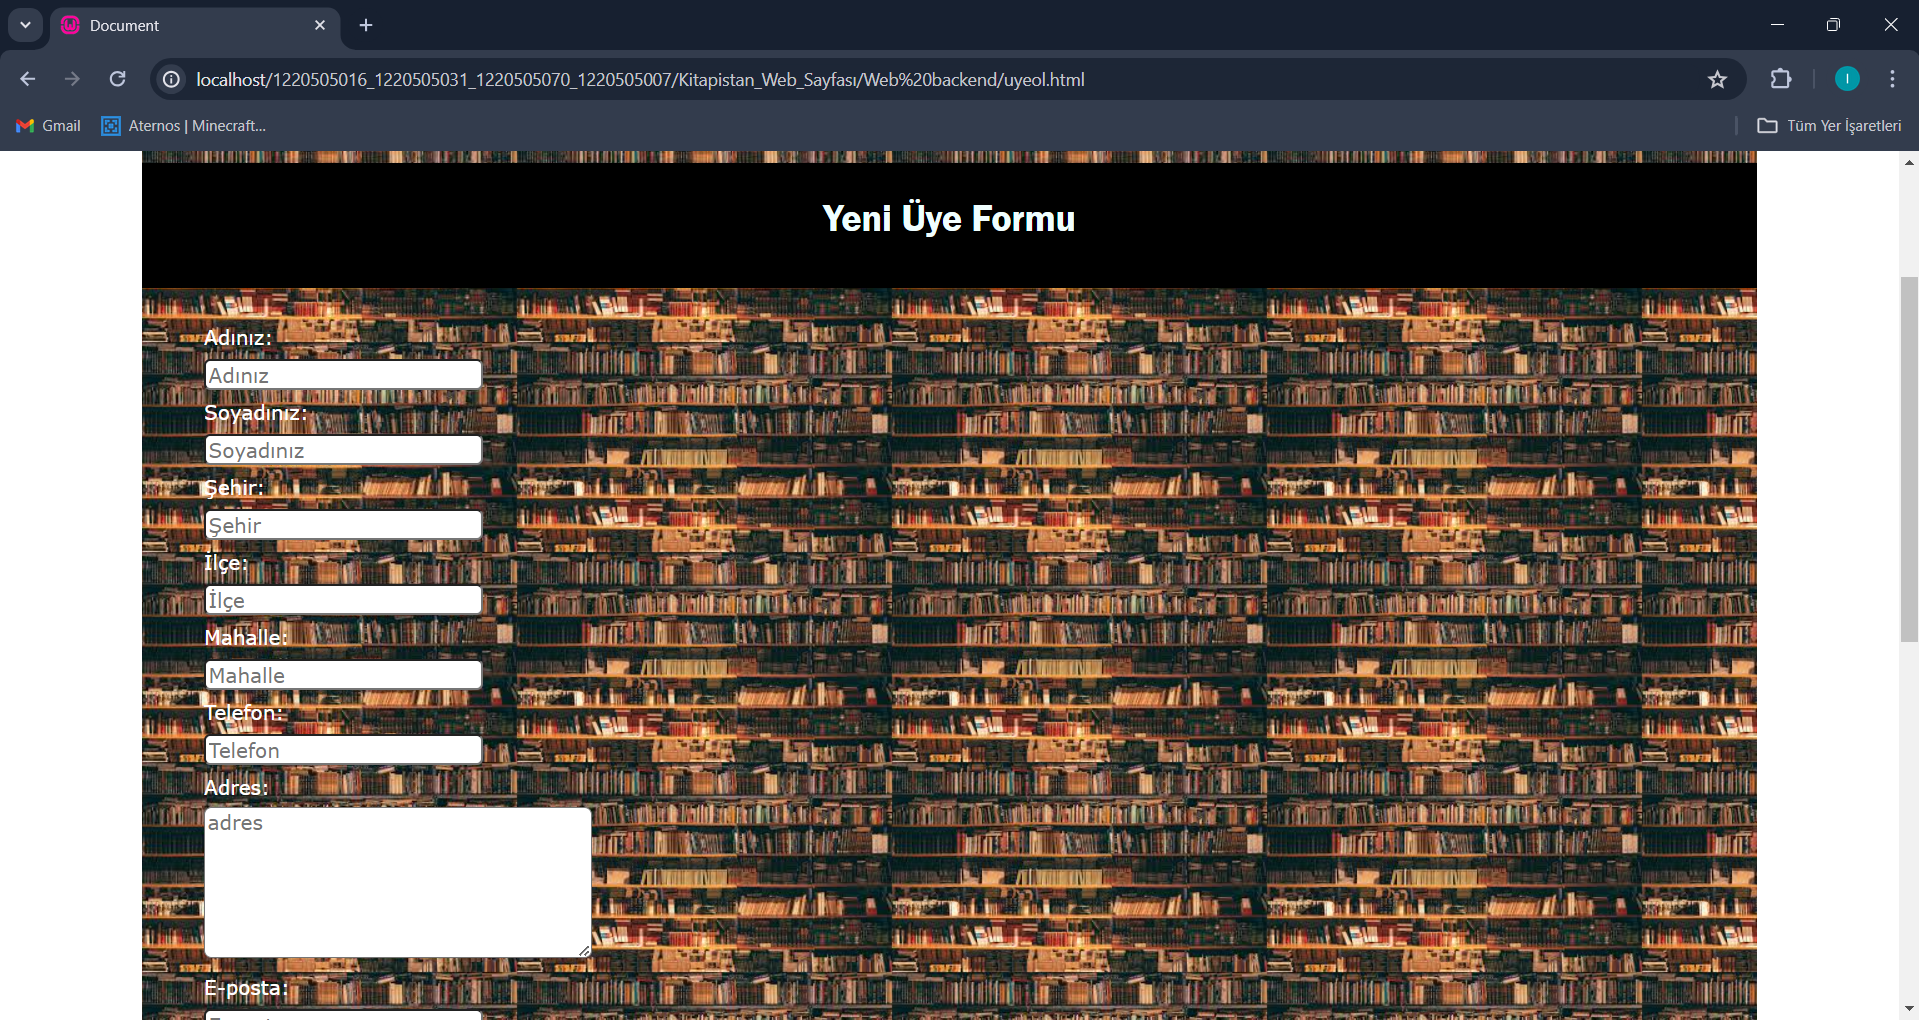 Document
localhost/1220505016_1220505031_1220505070_1220505007/Kitapistan_Web_Sayfası/Web%20backend/uyeol.html
I
Gmail
Aternos | Minecraft...
Tüm Yer İşaretleri
Yeni Üye Formu
Adınız:
Adınız
Soyadınız:
Soyadınız
Şehir:
Şehir
İlçe:
İlçe
Mahalle:
Mahalle
Telefon:
Telefon
Adres:
adres
E-posta: